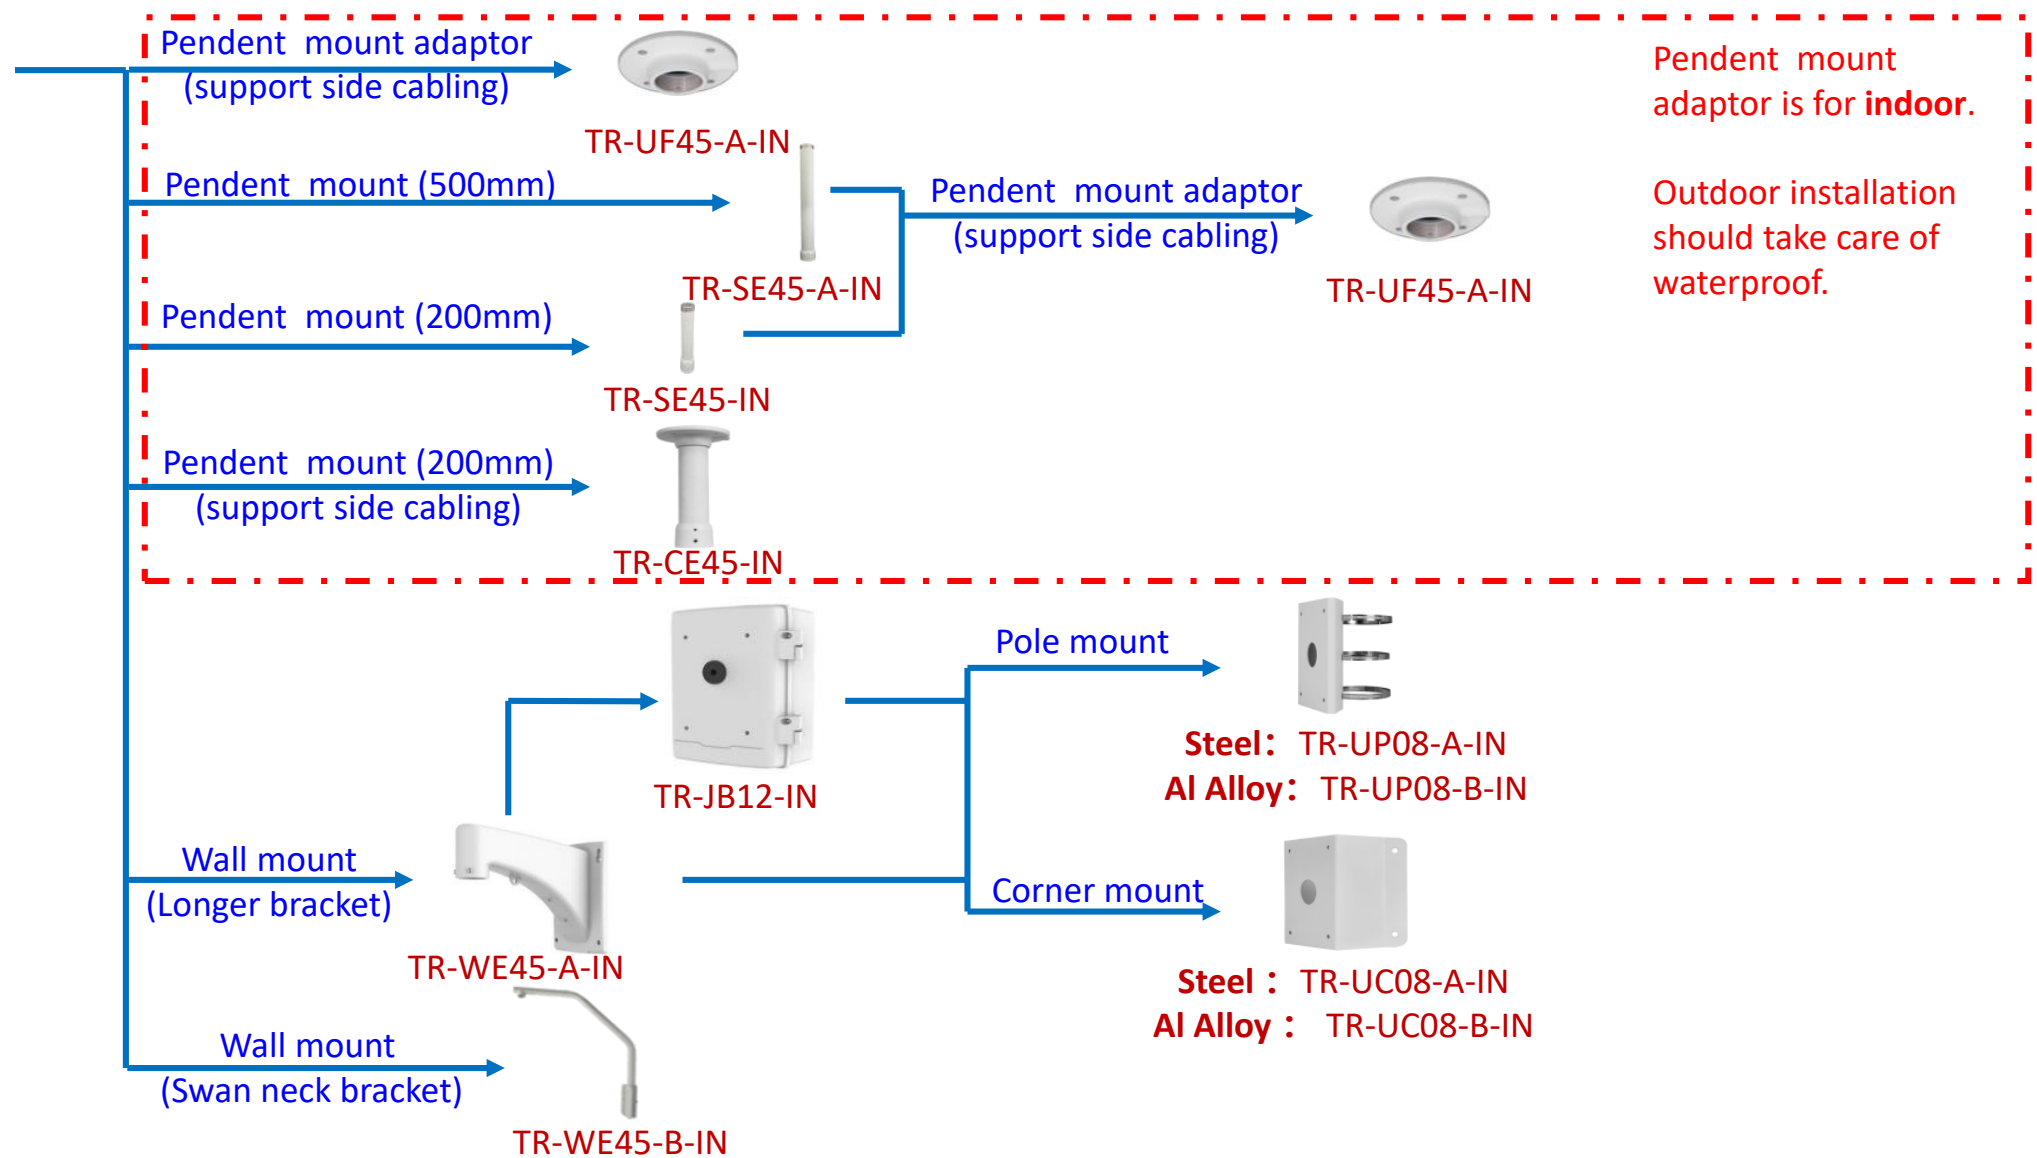 Pendent  mount adaptor
(support side cabling)
TR-UF45-A-IN
Pendent  mount
adaptor is for indoor.
Outdoor installation
should take care of
waterproof.
Pendent  mount (500mm)
TR-SE45-A-IN
Pendent  mount adaptor
(support side cabling)
TR-UF45-A-IN
Pendent  mount (200mm)
TR-SE45-IN
Pendent  mount (200mm)
(support side cabling)
TR-CE45-IN
TR-JB12-IN
Pole mount
Steel：TR-UP08-A-IN
Al Alloy：TR-UP08-B-IN
Wall mount
(Longer bracket)
TR-WE45-A-IN
Corner mount
Steel：TR-UC08-A-IN
Al Alloy：TR-UC08-B-IN
Wall mount
(Swan neck bracket)
TR-WE45-B-IN